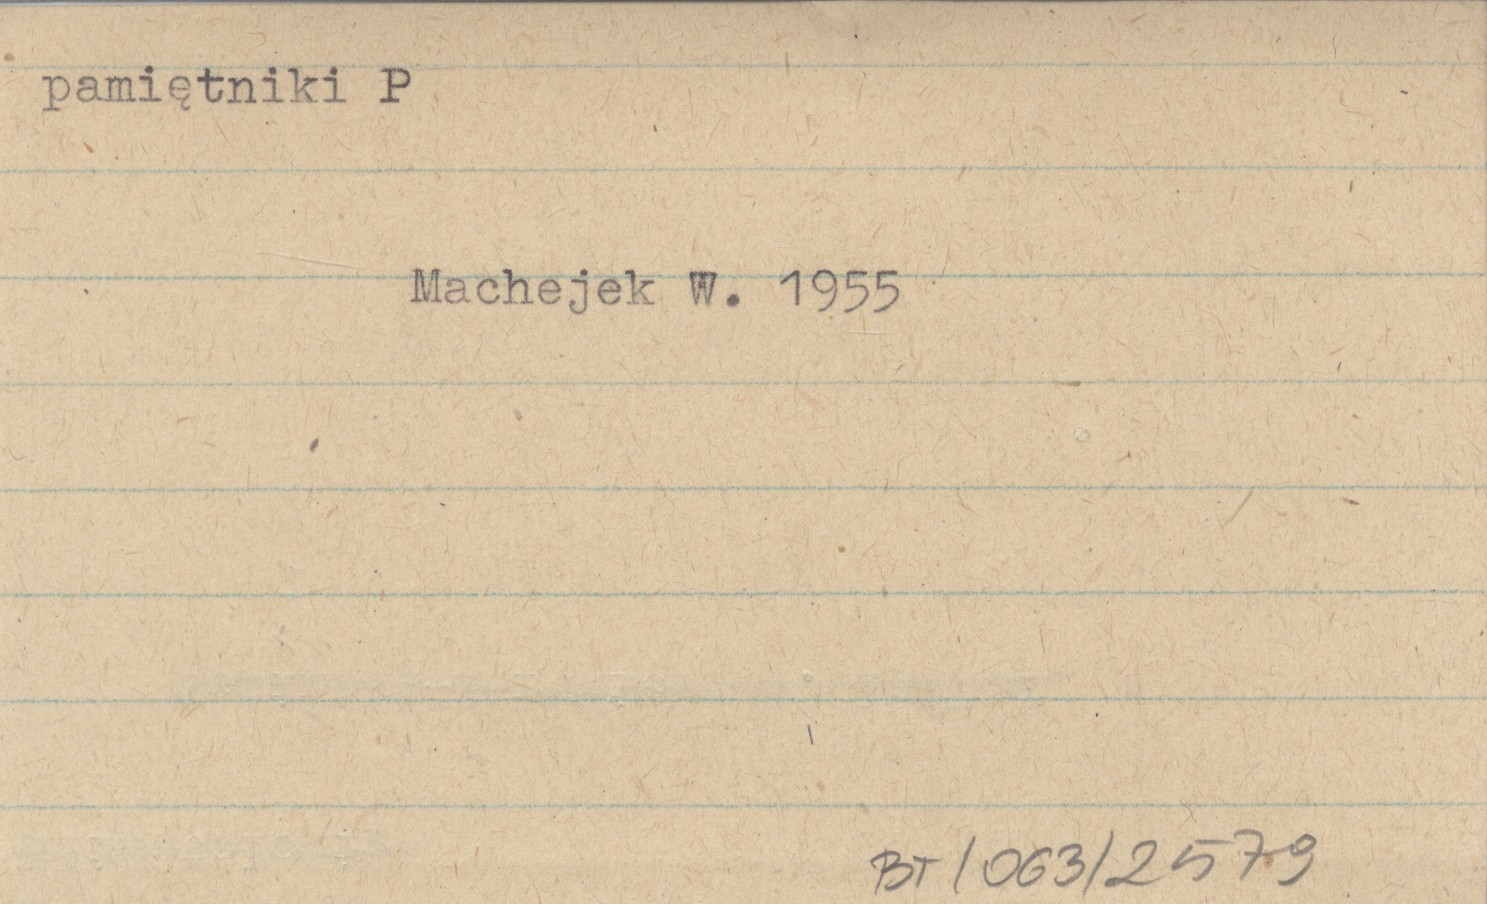 pamiętniki P
Machejek W. 1955
BT/063/2579